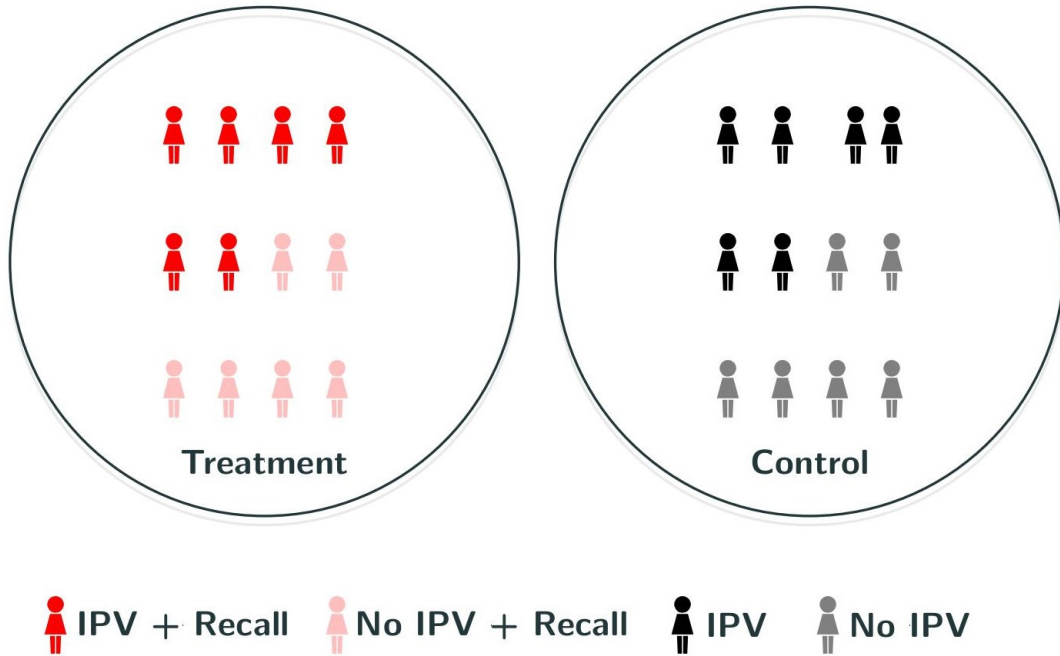 Treatment
Control
IPV + Recall
No IPV + Recall
IPV
No IPV